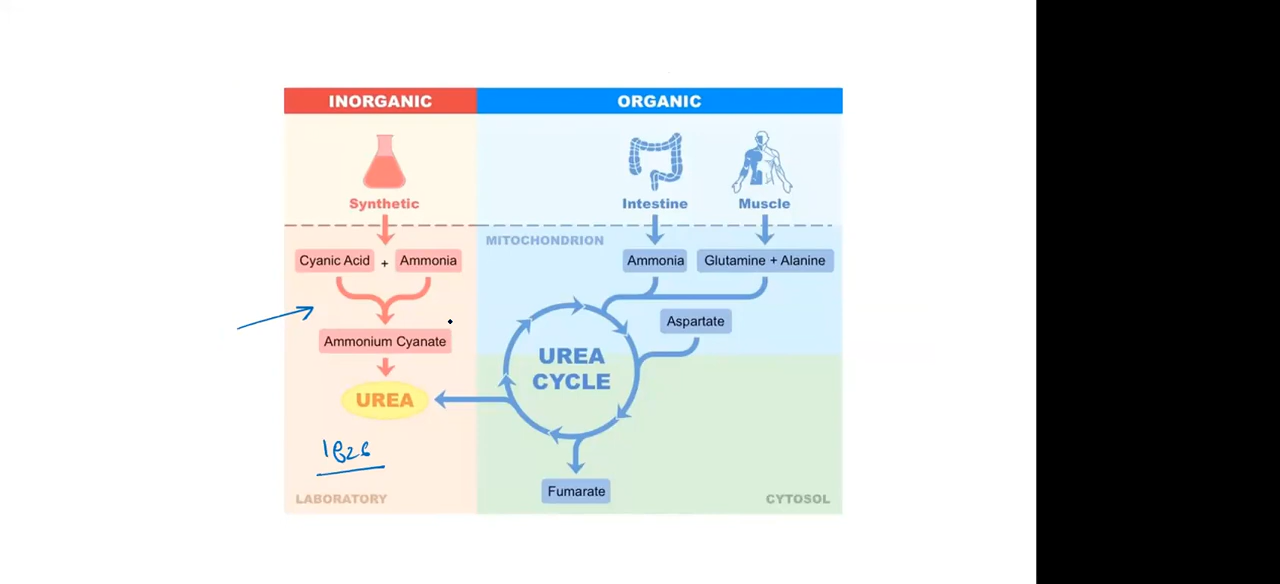 INORGANIC
ORGANIC
Synthetic
Intestine
Muscle
MITOCHONDRION
Cyanic Acid + Ammonia
Ammonia
Glutamine + Alanine
Ammonium Cyanate
Aspartate
UREA
CYCLE
UREA
1828
Fumarate
LABORATORY
CYTOSOL